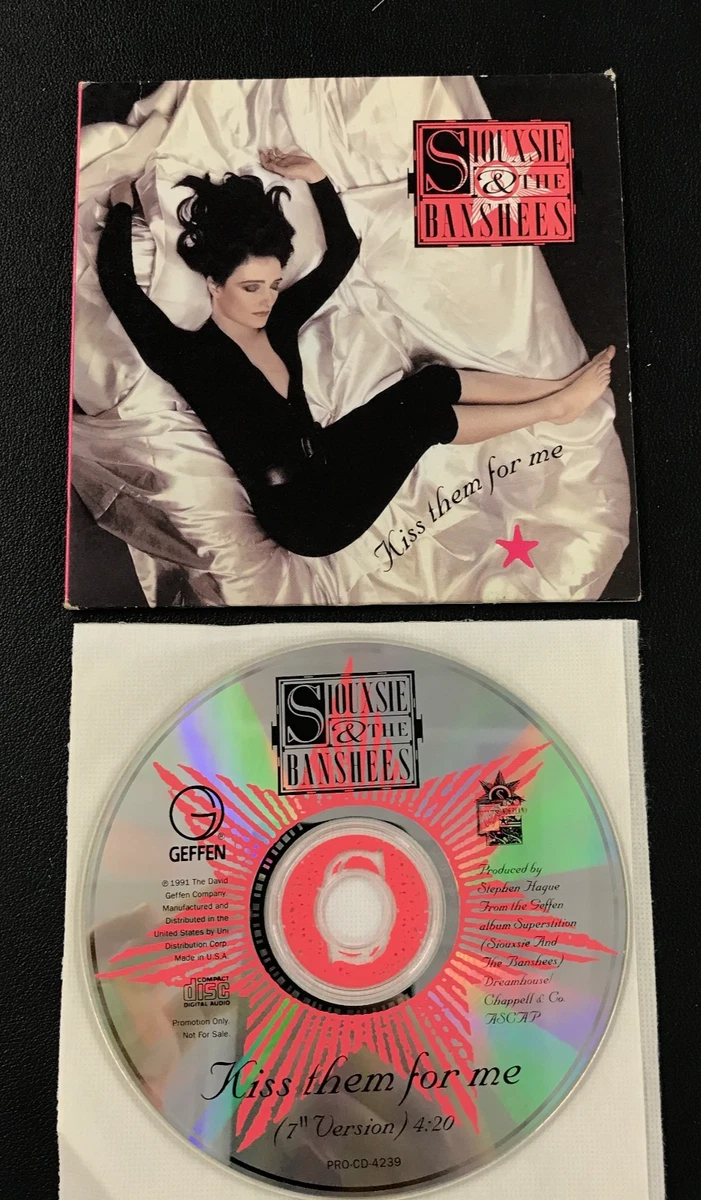 SIOUXSIE
& THE
BANSHEES
Kiss them for me
SIOUXSIE
& THE
BANSHEES
GEFFEN
℗ 1991 The David
Geffen Company.
Manufactured and
Distributed in the
United States by Uni
Distribution Corp.
Made in U.S.A.
COMPACT
disc
DIGITAL AUDIO
Promotion Only.
Not For Sale.
Produced by
Stephen Hague
From the Geffen
album Superstition
(Siouxsie And
The Banshees)
Dreamhouse/
Chappell & Co.
ASCAP
Kiss them for me
(7" Version) 4:20
PRO-CD-4239